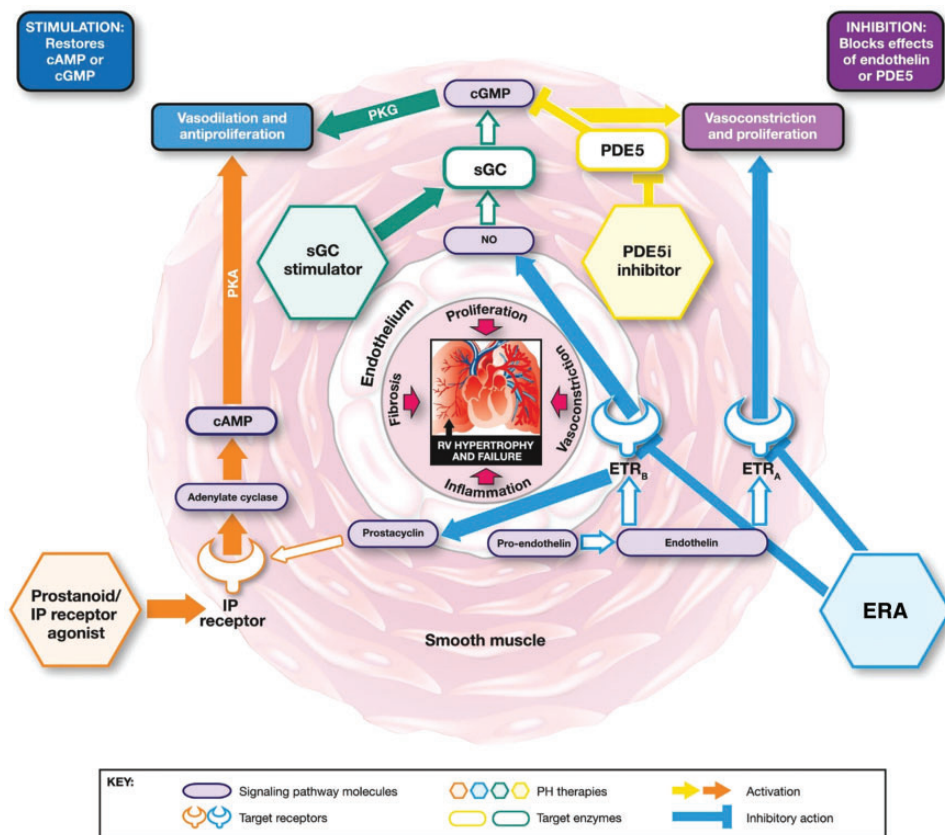 STIMULATION:
Restores
cAMP or
cGMP
INHIBITION:
Blocks effects
of endothelin
or PDE5
Vasodilation and
antiproliferation
PKG
cGMP
Vasoconstriction
and proliferation
PDE5
sGC
sGC
stimulator
NO
PDE5i
inhibitor
PKA
Endothelium
Proliferation
Fibrosis
Vasoconstriction
RV HYPERTROPHY
AND FAILURE
Inflammation
cAMP
Adenylate cyclase
ETRB
ETRA
Prostacyclin
Pro-endothelin
Endothelin
Prostanoid/
IP receptor
agonist
IP
receptor
ERA
Smooth muscle
KEY:
Signaling pathway molecules
PH therapies
Activation
Target receptors
Target enzymes
Inhibitory action